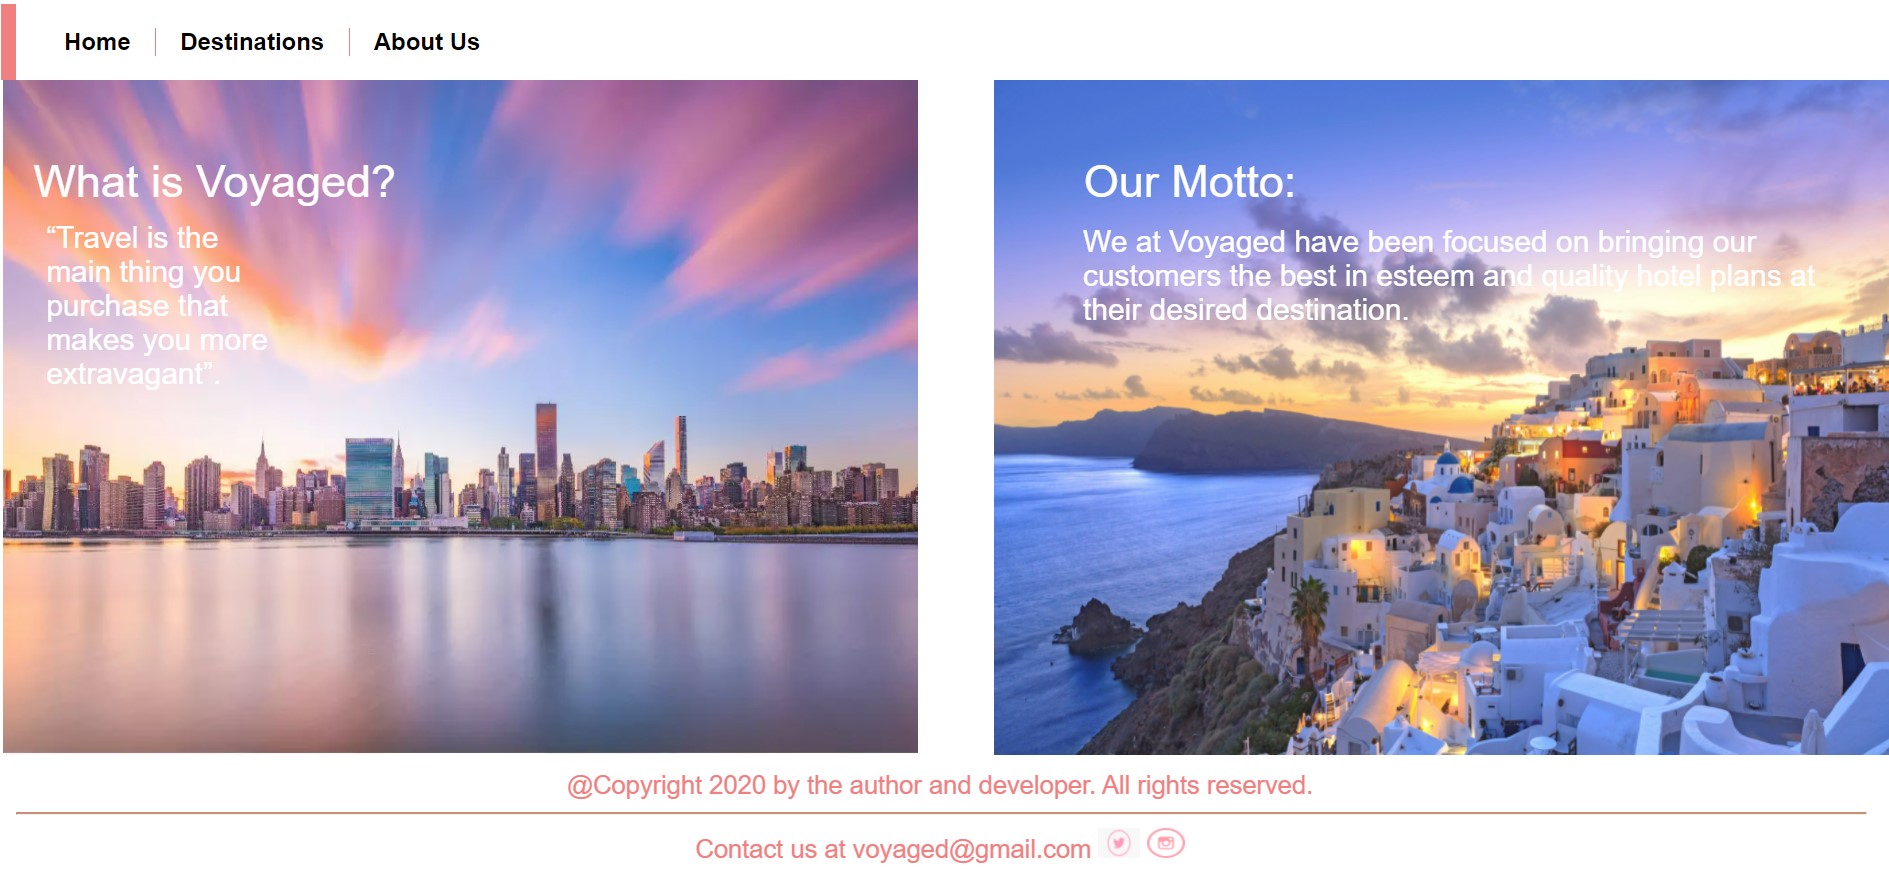 Home
Destinations
About Us
What is Voyaged?
“Travel is the
main thing you
purchase that
makes you more
extravagant”.
Our Motto:
We at Voyaged have been focused on bringing our
customers the best in esteem and quality hotel plans at
their desired destination.
@Copyright 2020 by the author and developer. All rights reserved.
Contact us at voyaged@gmail.com